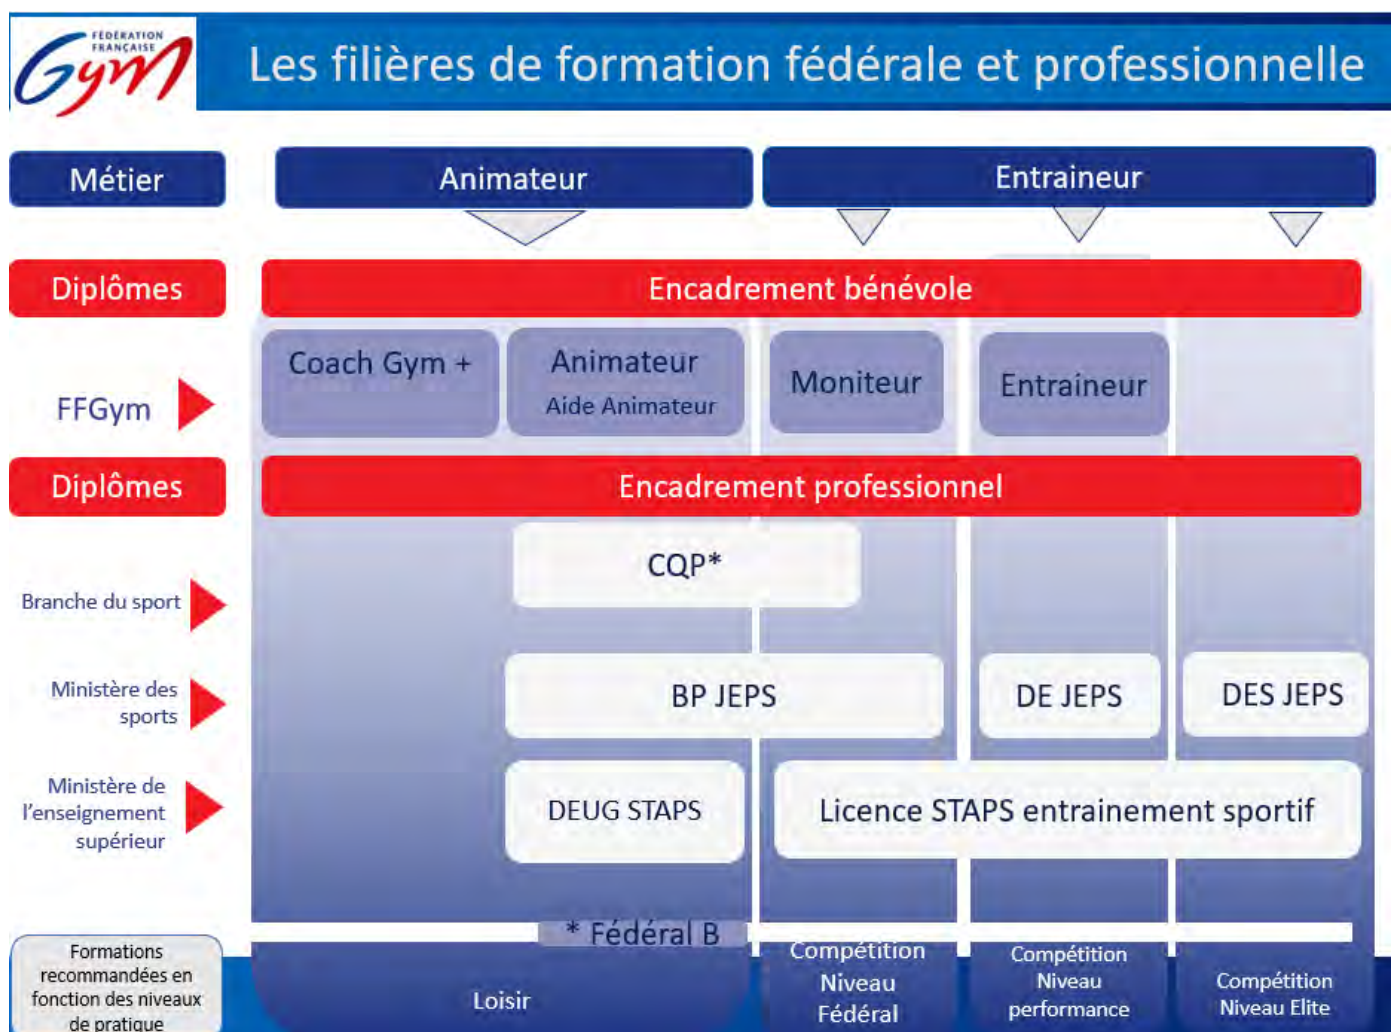 FÉDÉRATION
FRANÇAISE
Gym
Les filières de formation fédérale et professionnelle
Métier
Animateur
Entraineur
Diplômes
Encadrement bénévole
FFGym
Coach Gym +
Animateur
Aide Animateur
Moniteur
Entraineur
Diplômes
Encadrement professionnel
Branche du sport
CQP*
Ministère des
sports
BP JEPS
DE JEPS
DES JEPS
Ministère de
l'enseignement
supérieur
DEUG STAPS
Licence STAPS entrainement sportif
* Fédéral B
Formations
recommandées en
fonction des niveaux
de pratique
Loisir
Compétition
Niveau
Fédéral
Compétition
Niveau
performance
Compétition
Niveau Elite